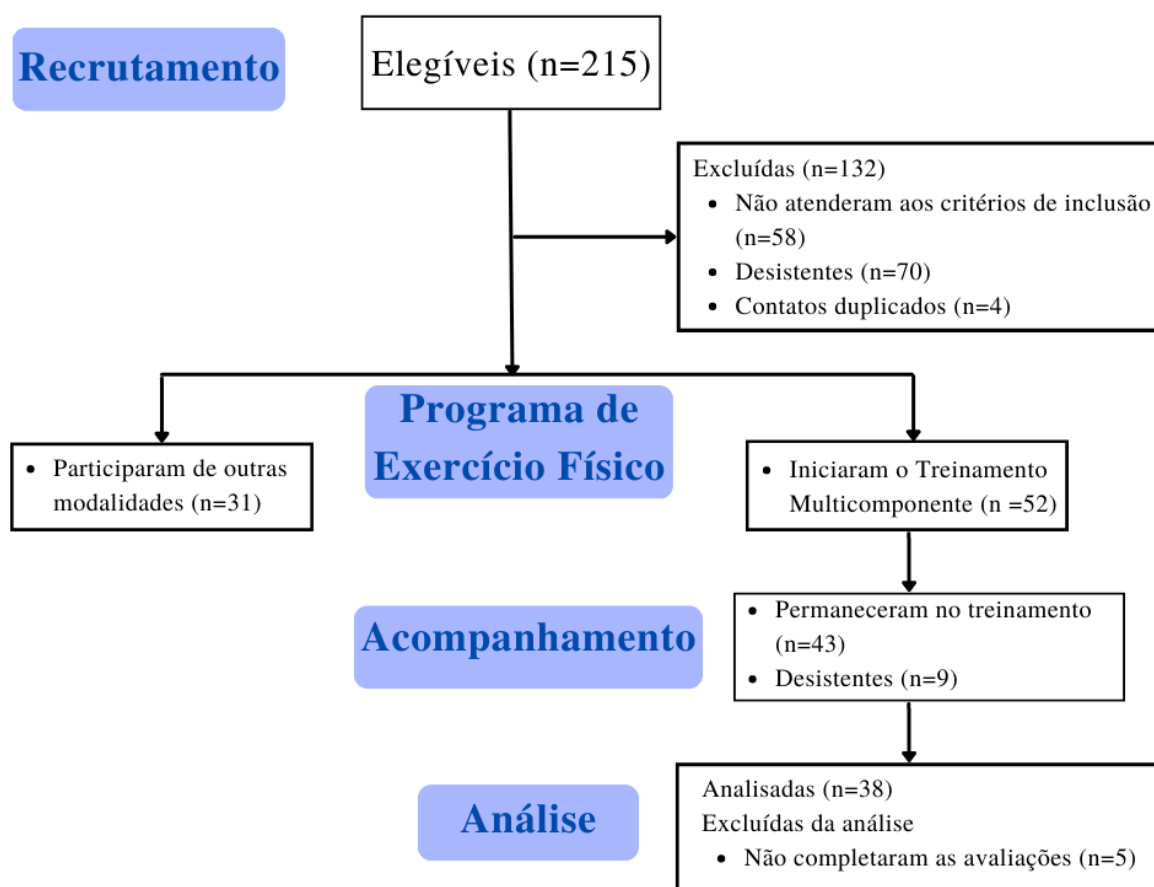 Recrutamento
Elegíveis (n=215)
Excluídas (n=132)
• Não atenderam aos critérios de inclusão
(n=58)
• Desistentes (n=70)
• Contatos duplicados (n=4)
Programa de
Exercício Físico
• Participaram de outras
modalidades (n=31)
• Iniciaram o Treinamento
Multicomponente (n =52)
Acompanhamento
• Permaneceram no treinamento
(n=43)
• Desistentes (n=9)
Análise
Analisadas (n=38)
Excluídas da análise
• Não completaram as avaliações (n=5)